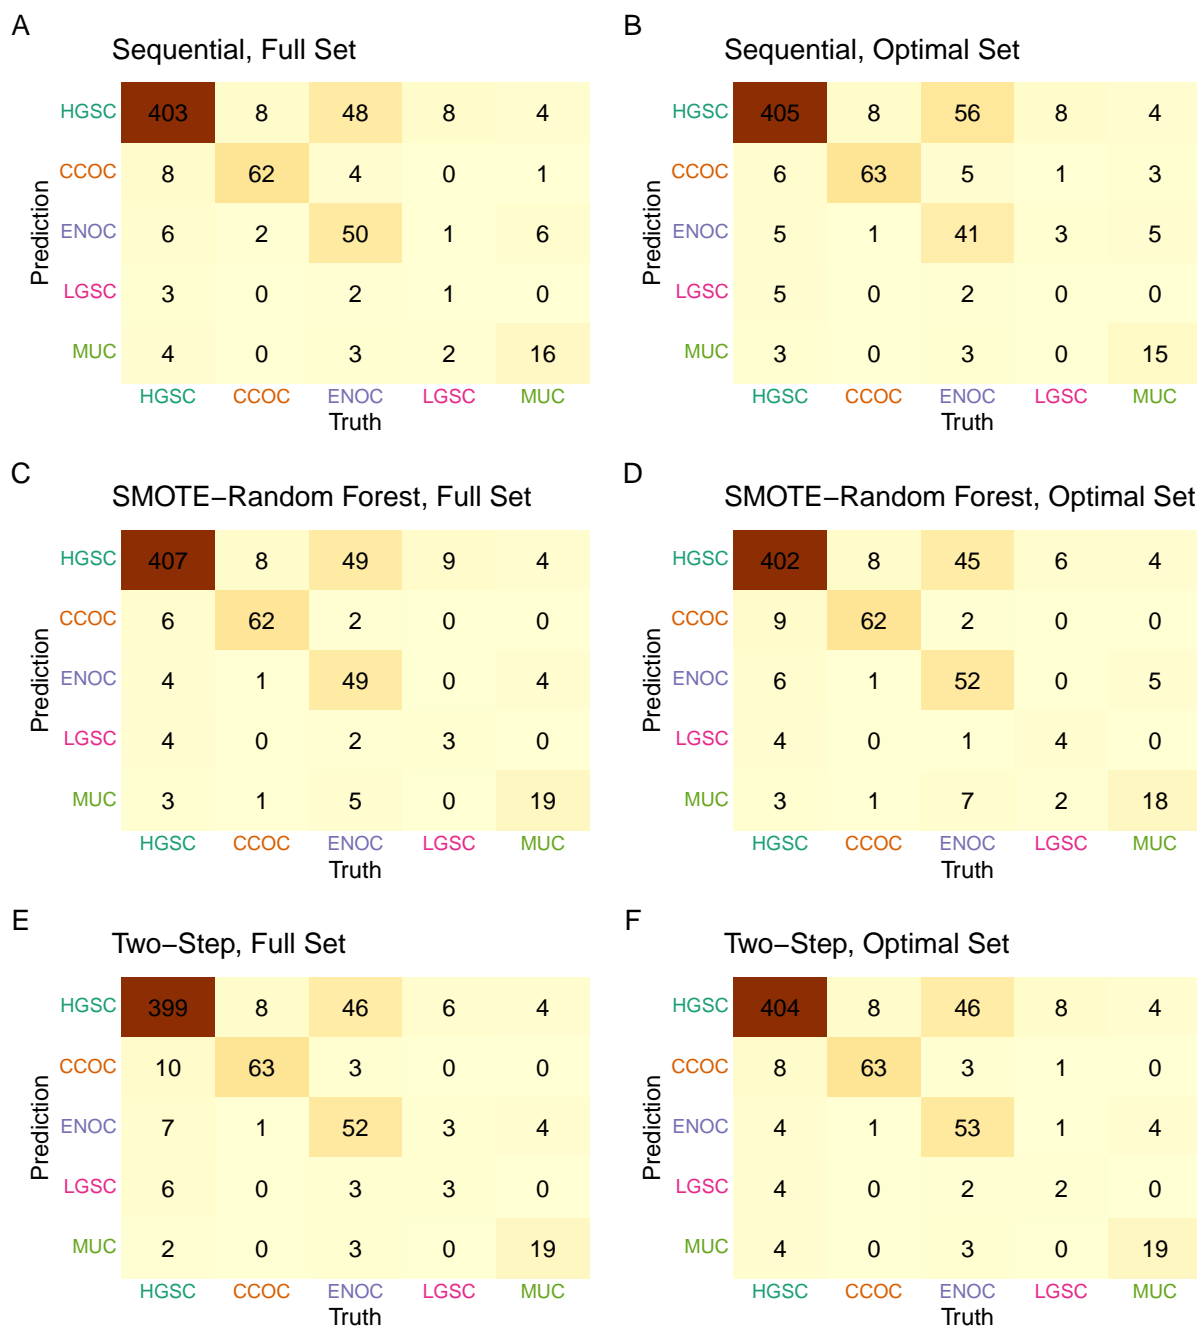 A
Sequential, Full Set
Prediction
HGSC 403 8 48 8 4
CCOC 8 62 4 0 1
ENOC 6 2 50 1 6
LGSC 3 0 2 1 0
MUC 4 0 3 2 16
HGSC CCOC ENOC LGSC MUC
Truth
B
Sequential, Optimal Set
Prediction
HGSC 405 8 56 8 4
CCOC 6 63 5 1 3
ENOC 5 1 41 3 5
LGSC 5 0 2 0 0
MUC 3 0 3 0 15
HGSC CCOC ENOC LGSC MUC
Truth
C
SMOTE−Random Forest, Full Set
Prediction
HGSC 407 8 49 9 4
CCOC 6 62 2 0 0
ENOC 4 1 49 0 4
LGSC 4 0 2 3 0
MUC 3 1 5 0 19
HGSC CCOC ENOC LGSC MUC
Truth
D
SMOTE−Random Forest, Optimal Set
Prediction
HGSC 402 8 45 6 4
CCOC 9 62 2 0 0
ENOC 6 1 52 0 5
LGSC 4 0 1 4 0
MUC 3 1 7 2 18
HGSC CCOC ENOC LGSC MUC
Truth
E
Two−Step, Full Set
Prediction
HGSC 399 8 46 6 4
CCOC 10 63 3 0 0
ENOC 7 1 52 3 4
LGSC 6 0 3 3 0
MUC 2 0 3 0 19
HGSC CCOC ENOC LGSC MUC
Truth
F
Two−Step, Optimal Set
Prediction
HGSC 404 8 46 8 4
CCOC 8 63 3 1 0
ENOC 4 1 53 1 4
LGSC 4 0 2 2 0
MUC 4 0 3 0 19
HGSC CCOC ENOC LGSC MUC
Truth